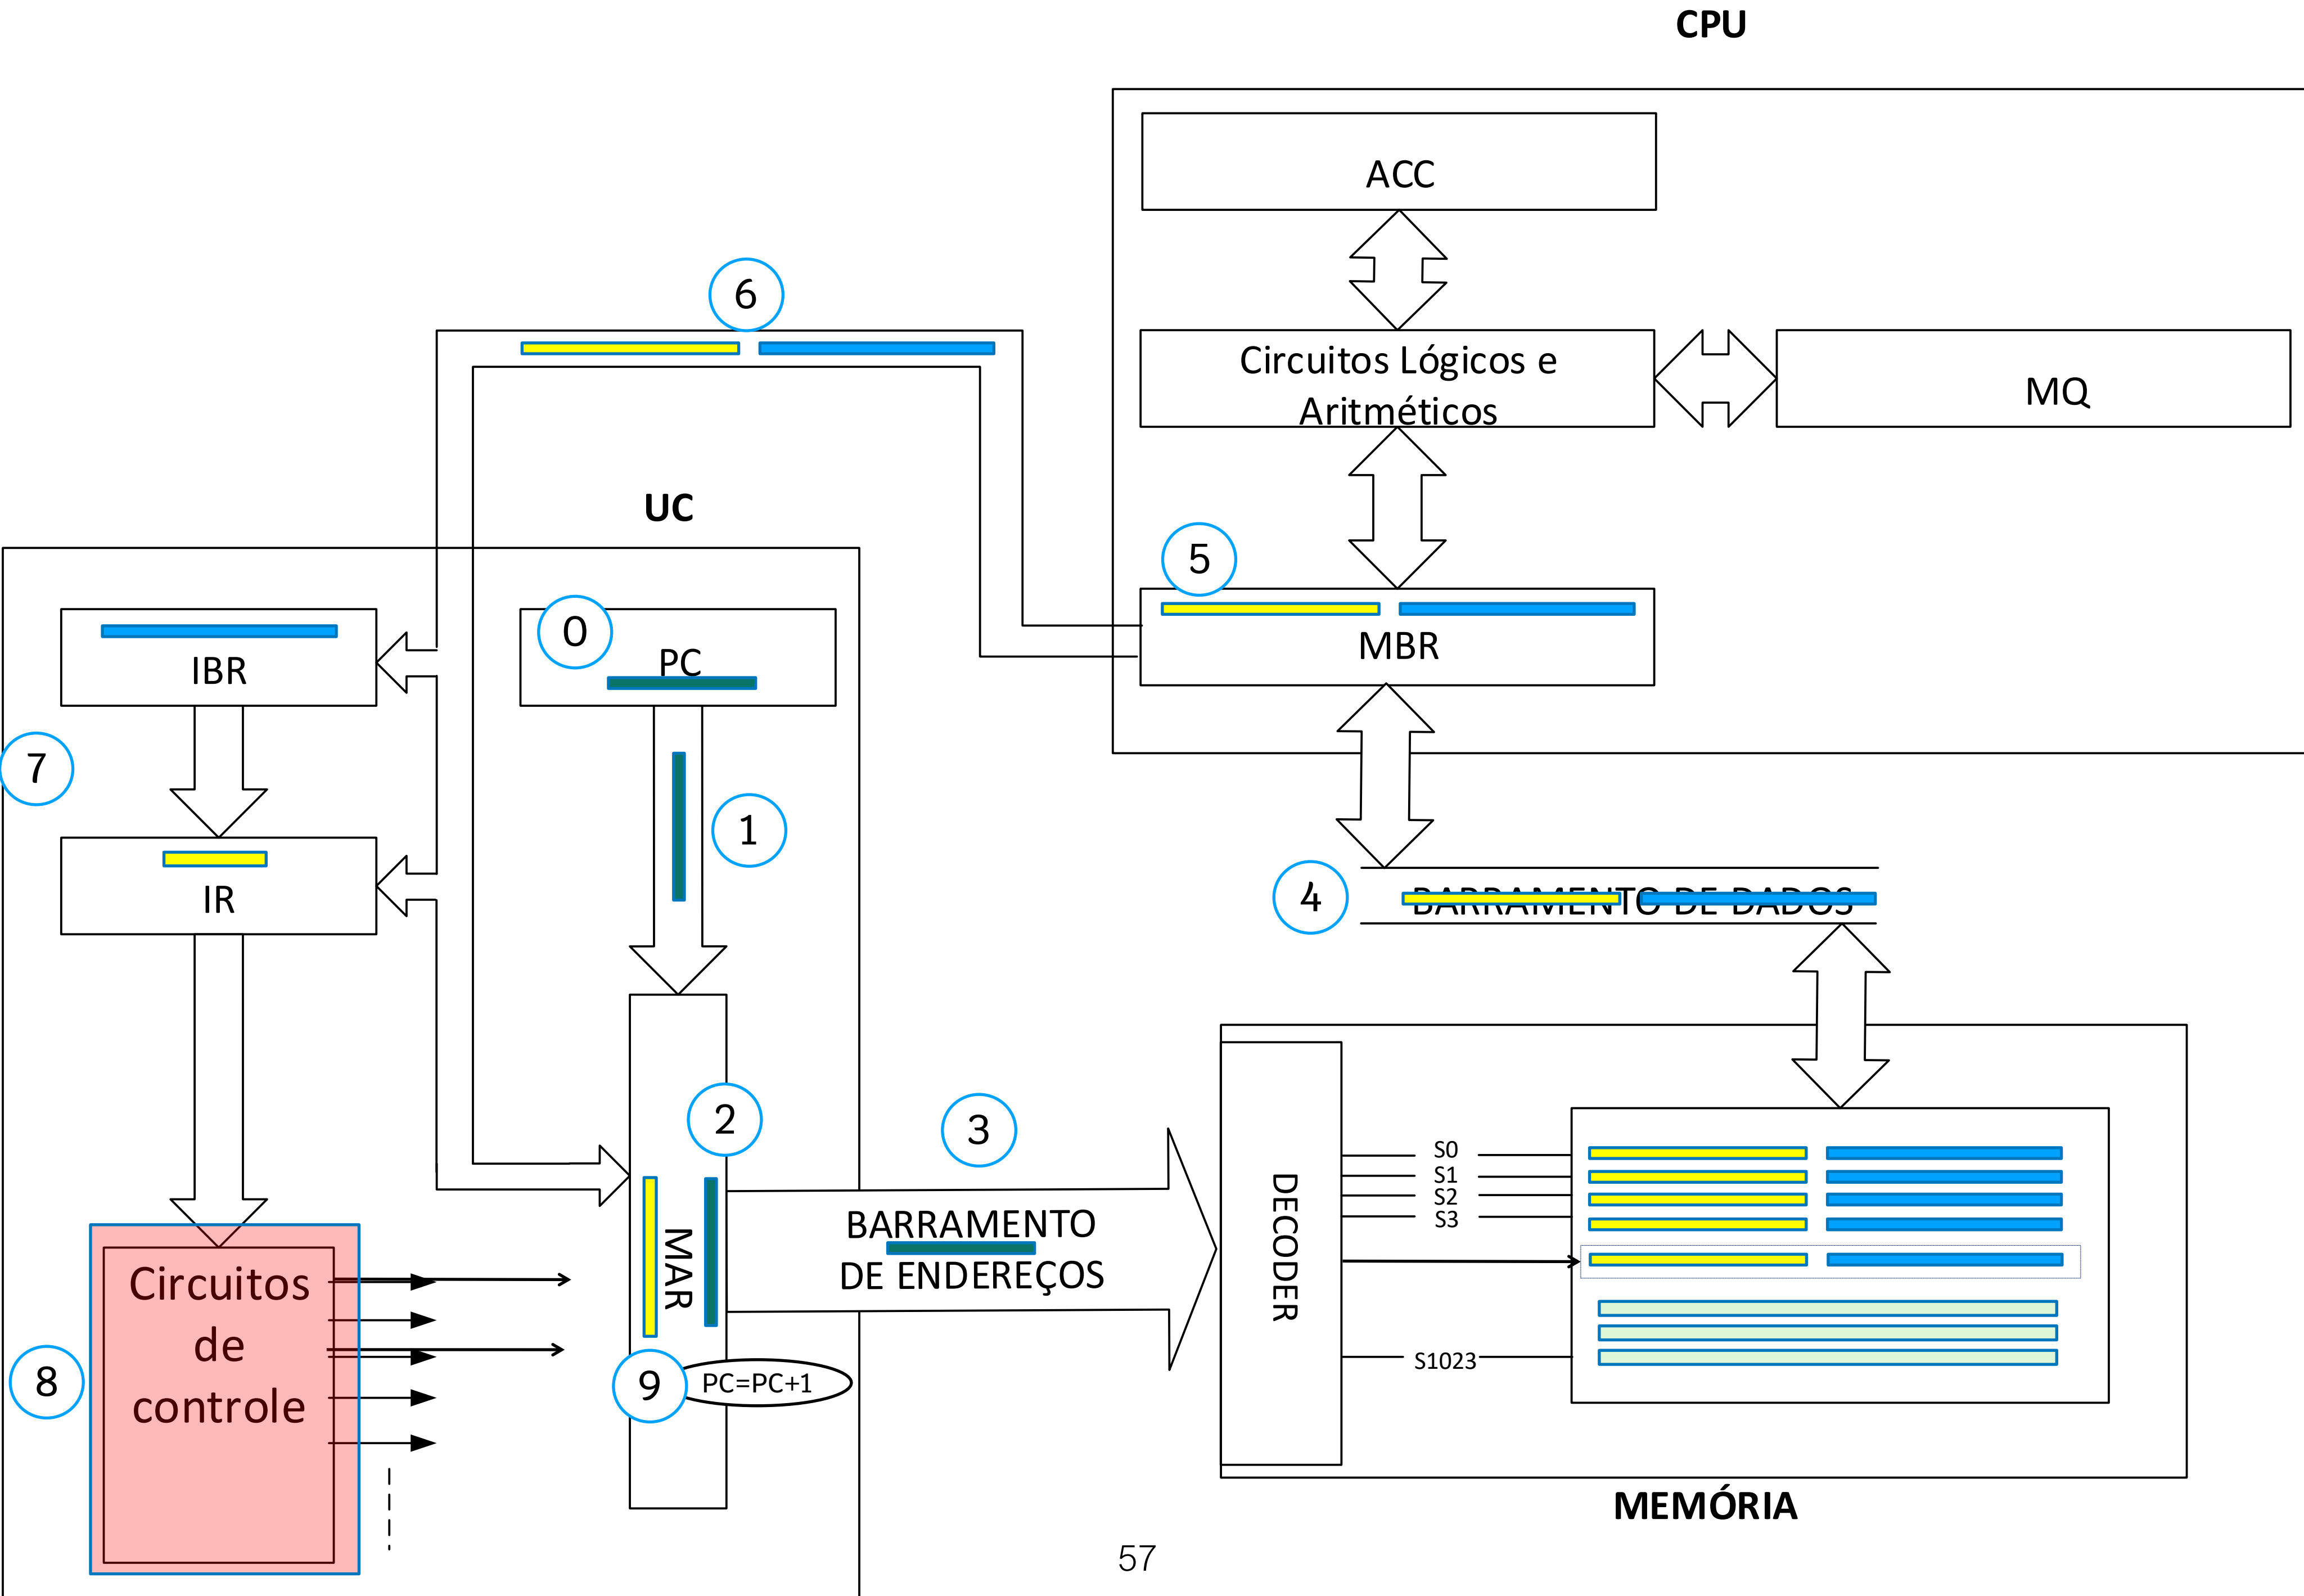 CPU
ACC
6
Circuitos Lógicos e
Aritméticos
MQ
UC
5
0
PC
MBR
IBR
7
1
IR
4
BARRAMENTO DE DADOS
2
3
S0
S1
S2
S3
DECODER
MAR
BARRAMENTO
DE ENDEREÇOS
Circuitos
de
controle
8
9
PC=PC+1
S1023
MEMÓRIA
57